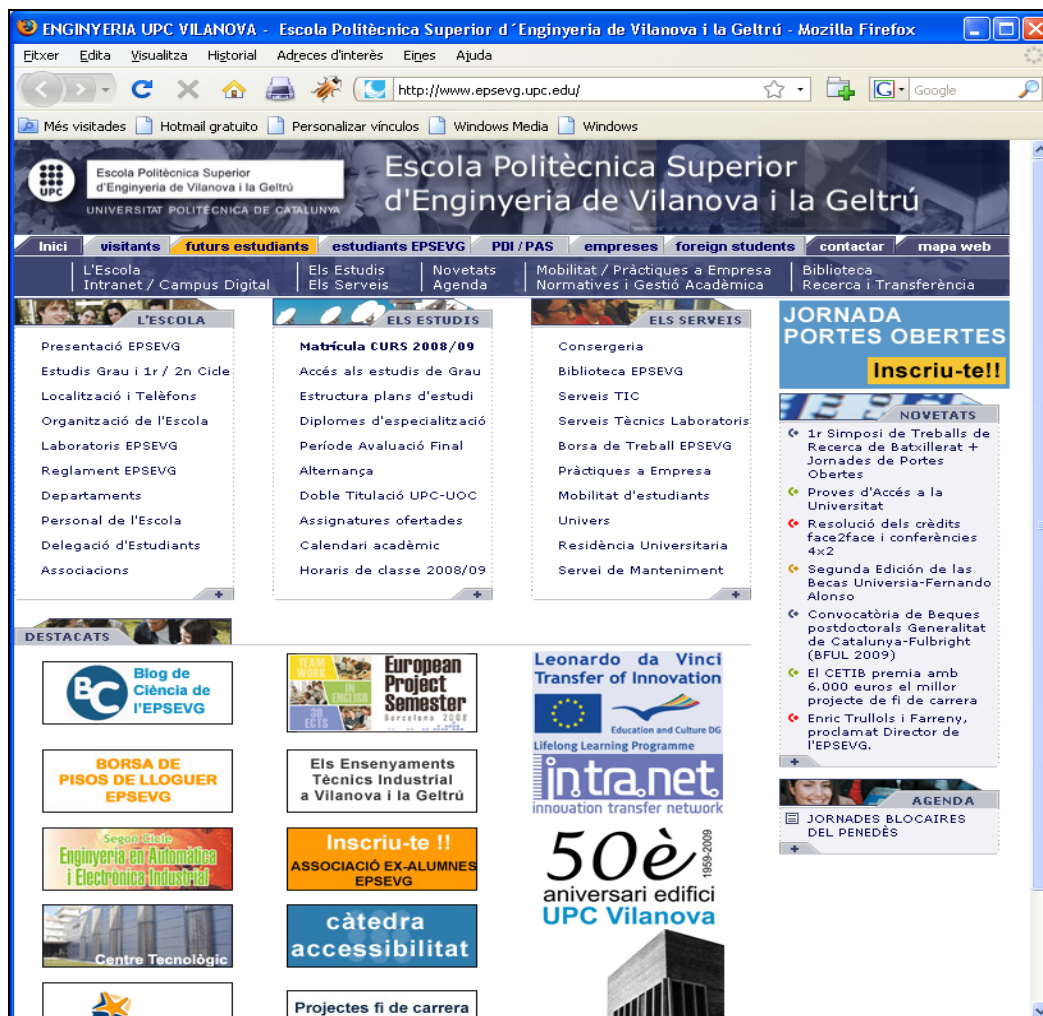 ENGINYERIA UPC VILANOVA - Escola Politècnica Superior d´Enginyeria de Vilanova i la Geltrú - Mozilla Firefox
Fitxer Edita Visualitza Historial Adreces d'interès Eines Ajuda
http://www.epsevg.upc.edu/
G Google
Més visitades Hotmail gratuito Personalizar vínculos Windows Media Windows
UPC
Escola Politècnica Superior
d'Enginyeria de Vilanova i la Geltrú
UNIVERSITAT POLITÈCNICA DE CATALUNYA
Escola Politècnica Superior
d'Enginyeria de Vilanova i la Geltrú
Inici visitants futurs estudiants estudiants EPSEVG PDI / PAS empreses foreign students contactar mapa web
L'Escola
Intranet / Campus Digital
Els Estudis
Els Serveis
Novetats
Agenda
Mobilitat / Pràctiques a Empresa
Normatives i Gestió Acadèmica
Biblioteca
Recerca i Transferència
L'ESCOLA
Presentació EPSEVG
Estudis Grau i 1r / 2n Cicle
Localització i Telèfons
Organització de l'Escola
Laboratoris EPSEVG
Reglament EPSEVG
Departaments
Personal de l'Escola
Delegació d'Estudiants
Associacions
ELS ESTUDIS
Matrícula CURS 2008/09
Accés als estudis de Grau
Estructura plans d'estudi
Diplomes d'especialització
Període Avaluació Final
Alternança
Doble Titulació UPC-UOC
Assignatures ofertades
Calendari acadèmic
Horaris de classe 2008/09
ELS SERVEIS
Consergeria
Biblioteca EPSEVG
Serveis TIC
Serveis Tècnics Laboratoris
Borsa de Treball EPSEVG
Pràctiques a Empresa
Mobilitat d'estudiants
Univers
Residència Universitaria
Servei de Manteniment
JORNADA
PORTES OBERTES
Inscriu-te!!
NOVETATS
1r Simposi de Treballs de
Recerca de Batxillerat +
Jornades de Portes
Obertes
Proves d'Accés a la
Universitat
Resolució dels crèdits
face2face i conferències
4x2
Segunda Edición de las
Becas Universia-Fernando
Alonso
Convocatòria de Beques
postdoctorals Generalitat
de Catalunya-Fulbright
(BFUL 2009)
El CETIB premia amb
6.000 euros el millor
projecte de fi de carrera
Enric Trullols i Farreny,
proclamat Director de
l'EPSEVG.
AGENDA
JORNADES BLOCAIRES
DEL PENEDÈS
DESTACATS
BC
Blog de
Ciència de
l'EPSEVG
BORSA DE
PISOS DE LLOGUER
EPSEVG
Segon Cicle
Enginyeria en Automàtica
i Electrònica Industrial
Centre Tecnològic
TEAM
WORK
IN
ENGLISH
30
ECTS
European
Project
Semester
Barcelona 2008
Els Ensenyaments
Tècnics Industrial
a Vilanova i la Geltrú
Inscriu-te !!
ASSOCIACIÓ EX-ALUMNES
EPSEVG
càtedra
accessibilitat
Projectes fi de carrera
Leonardo da Vinci
Transfer of Innovation
Education and Culture DG
Lifelong Learning Programme
intra.net
innovation transfer network
50è
1959-2009
aniversari edifici
UPC Vilanova